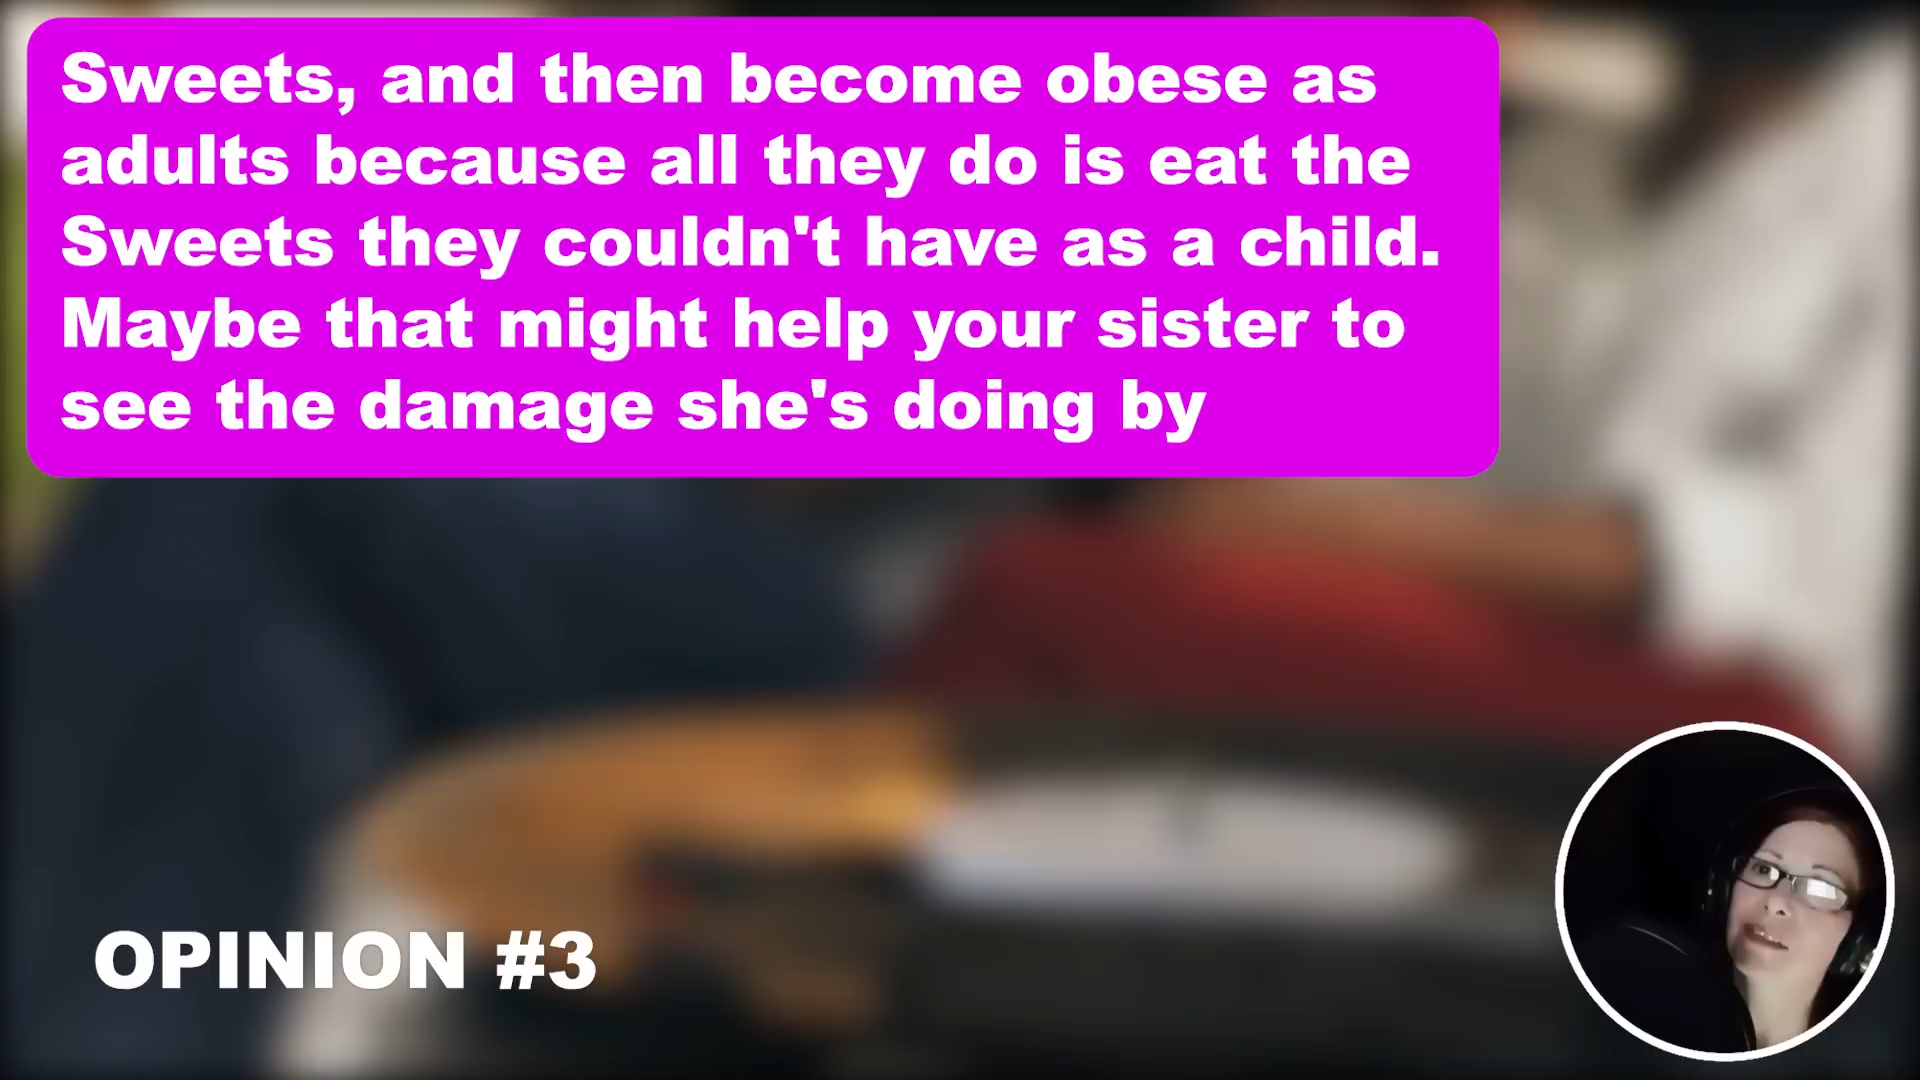 Sweets, and then become obese as
adults because all they do is eat the
Sweets they couldn't have as a child.
Maybe that might help your sister to
see the damage she's doing by
OPINION #3